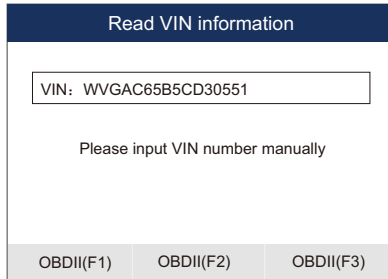 Read VIN information
VIN：WVGAC65B5CD30551
Please input VIN number manually
OBDII(F1) OBDII(F2) OBDII(F3)